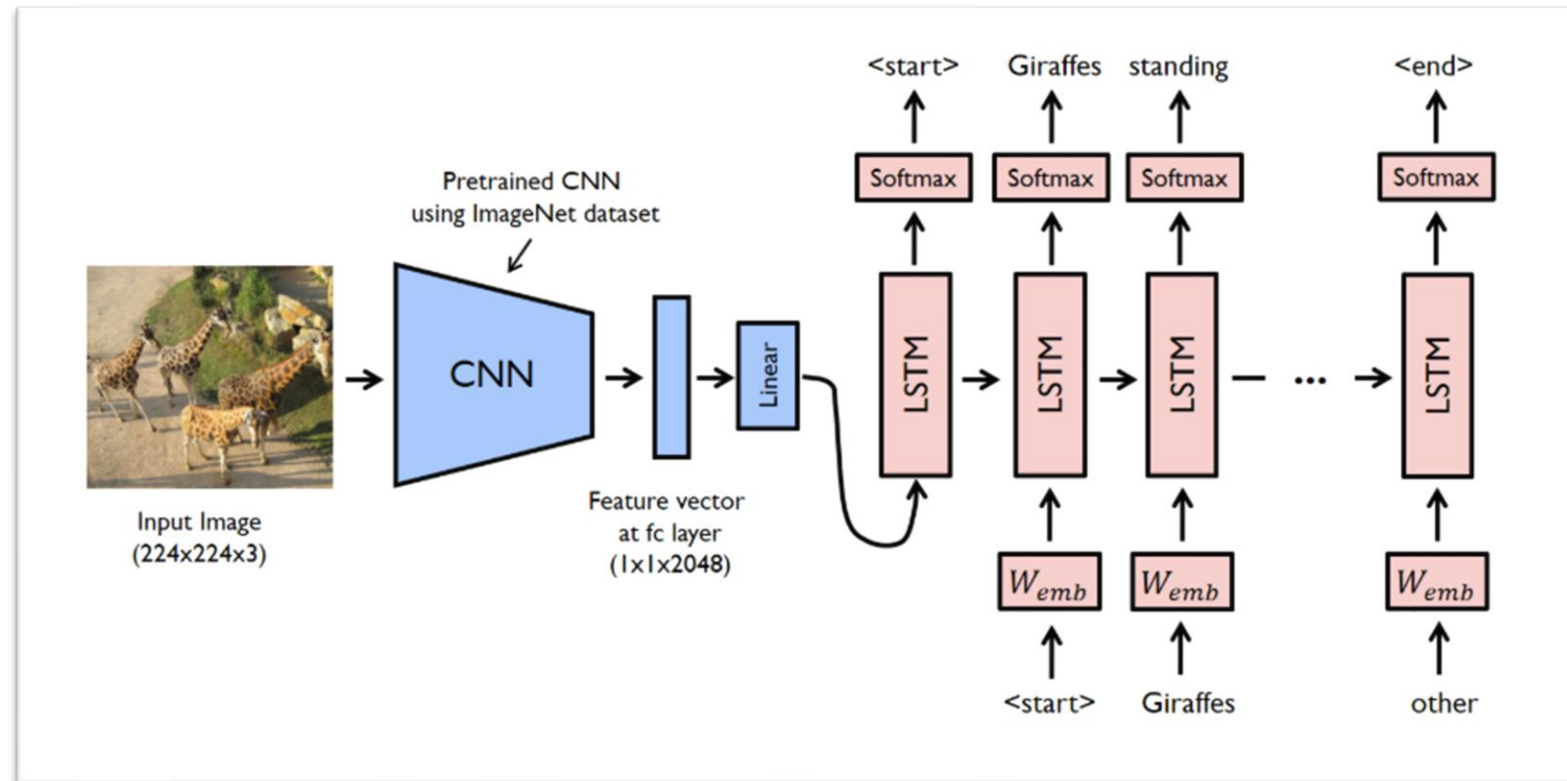 <start> Giraffes standing <end>
Softmax Softmax Softmax Softmax
Pretrained CNN
using ImageNet dataset
CNN
Linear
LSTM LSTM LSTM ... LSTM
Input Image
(224x224x3)
Feature vector
at fc layer
(1x1x2048)
W_emb W_emb W_emb
<start> Giraffes other